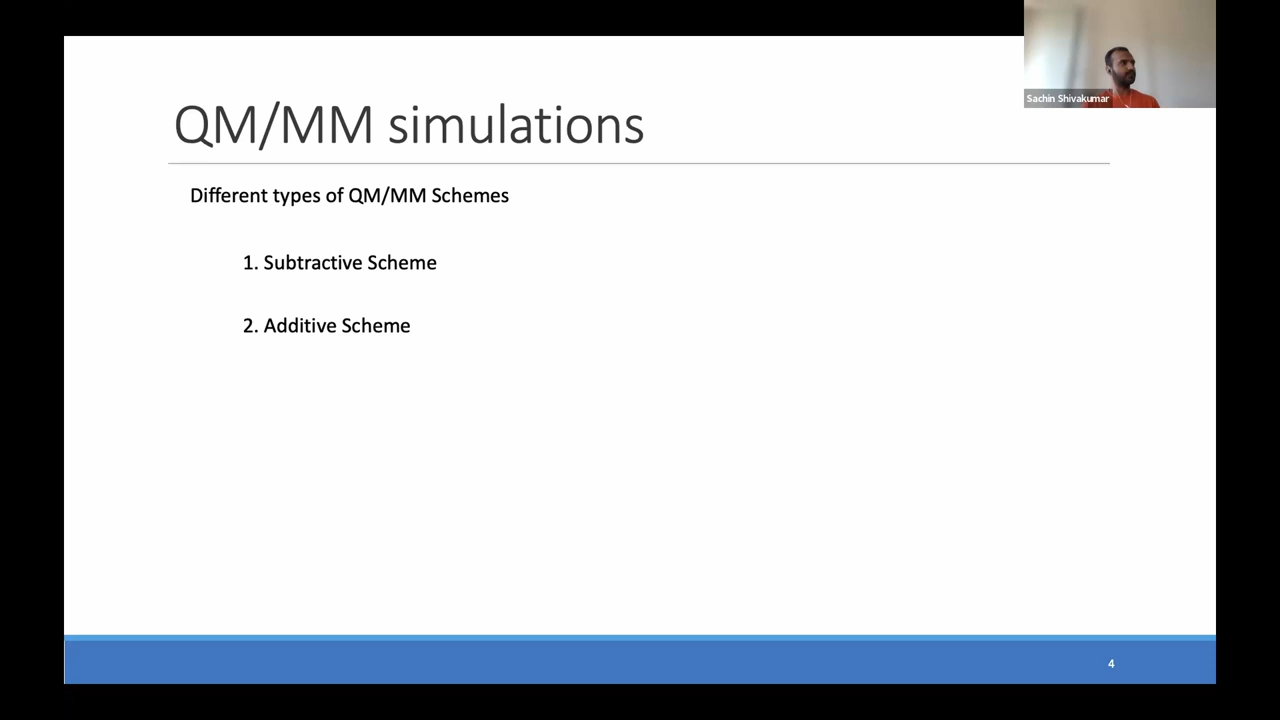 QM/MM simulations
Sachin Shivakumar
Different types of QM/MM Schemes
1. Subtractive Scheme
2. Additive Scheme
4